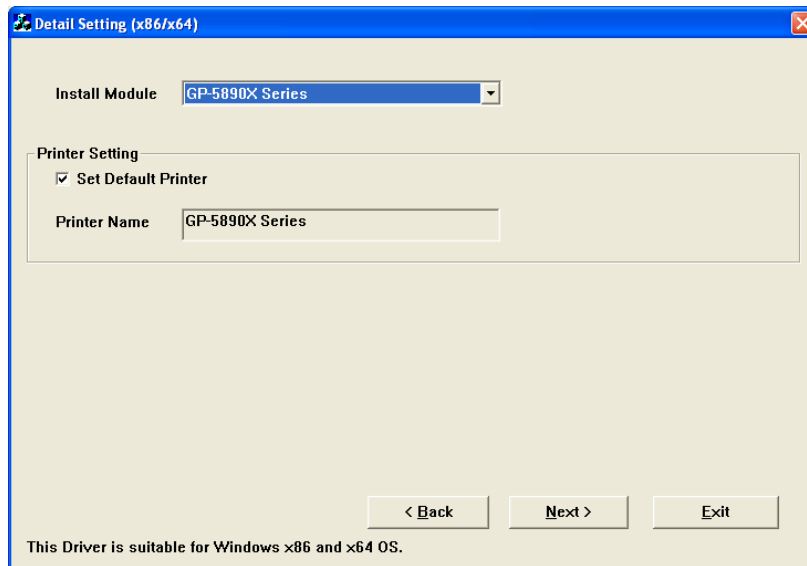 Detail Setting (x86/x64)
Install Module GP-5890X Series
Printer Setting
Set Default Printer
Printer Name GP-5890X Series
< Back Next > Exit
This Driver is suitable for Windows x86 and x64 OS.